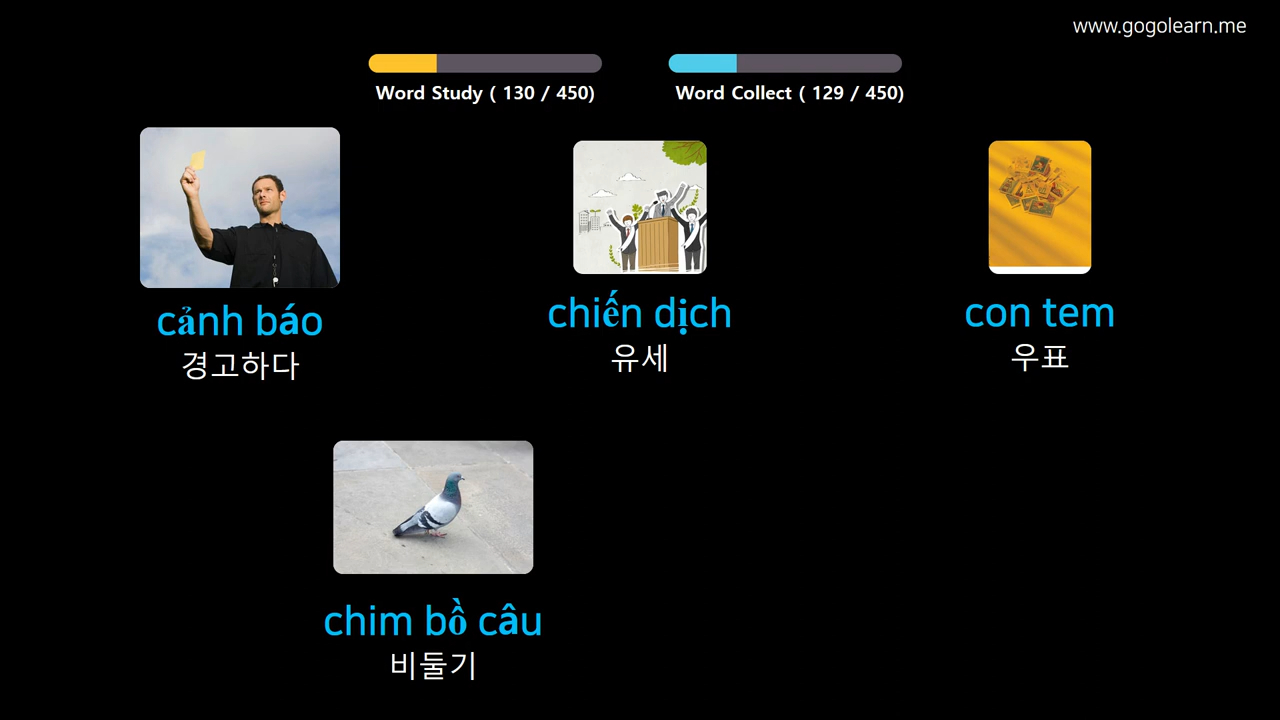 www.gogolearn.me
Word Study ( 130 / 450)
Word Collect ( 129 / 450)
cảnh báo
경고하다
chiến dịch
유세
con tem
우표
chim bồ câu
비둘기